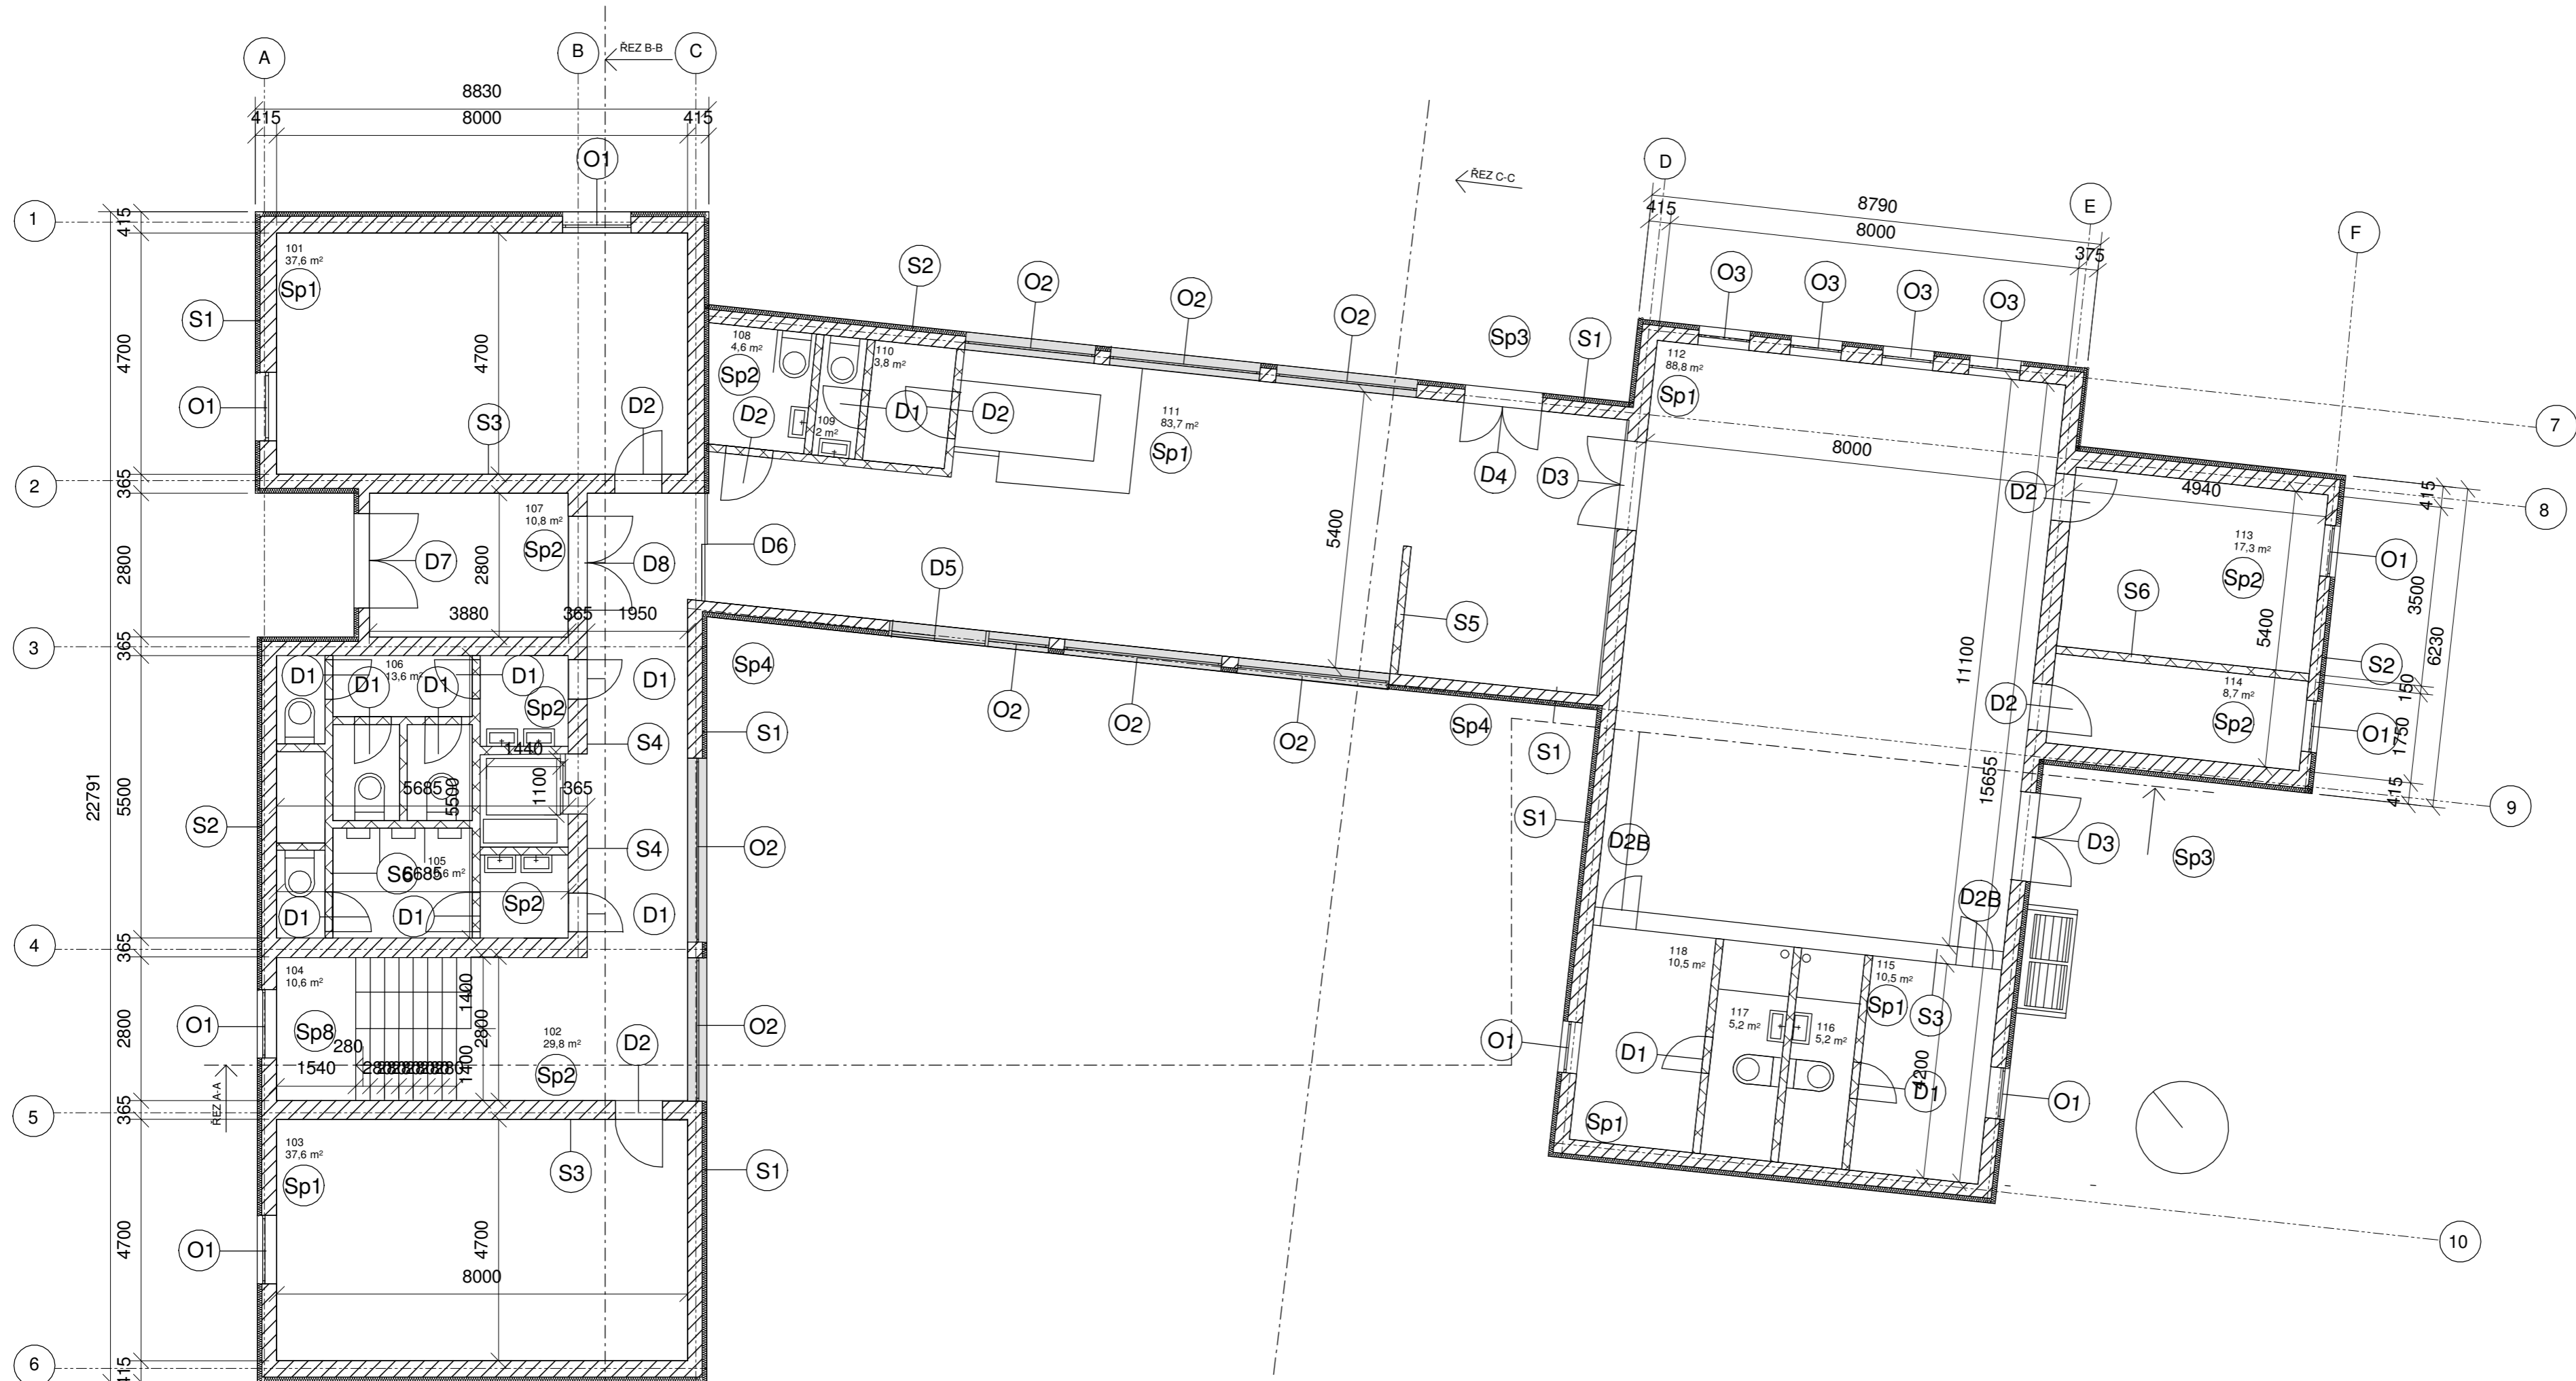 A
B
C
ŘEZ B-B
8830
415
8000
415
O1
1
415
101
37,6 m²
Sp1
S1
4700
4700
O1
S3
D2
2
365
107
10,8 m²
Sp2
D7
D8
D6
2800
2800
3880
365
1950
3
365
D1
106
13,6 m²
D1
D1
D1
Sp2
D1
S4
S1
Sp4
1440
1100
365
5685
5500
5500
22791
S2
S4
O2
S6
6685
105
Sp2
D1
D1
D1
4
365
104
10,6 m²
Sp8
280
1540
1400
2800
1400
102
29,8 m²
Sp2
D2
O1
O2
2800
ŘEZ A-A
5
365
103
37,6 m²
Sp1
S3
S1
4700
4700
8000
O1
6
415
S2
O2
O2
O2
Sp3
S1
ŘEZ C-C
108
4,6 m²
Sp2
D2
109
2 m²
110
3,8 m²
D1
D2
111
83,7 m²
Sp1
D4
D3
5400
D5
S5
O2
O2
O2
Sp4
S1
S1
D
E
F
8790
415
8000
375
O3
O3
O3
O3
112
88,8 m²
Sp1
8000
7
8
9
10
D2
4940
415
113
17,3 m²
Sp2
O1
3500
6230
5400
S6
S2
150
114
8,7 m²
Sp2
O1
1750
415
D2
11100
15655
D3
Sp3
D2B
D2B
118
10,5 m²
115
10,5 m²
Sp1
S3
117
5,2 m²
116
5,2 m²
O1
D1
D1
4200
O1
Sp1